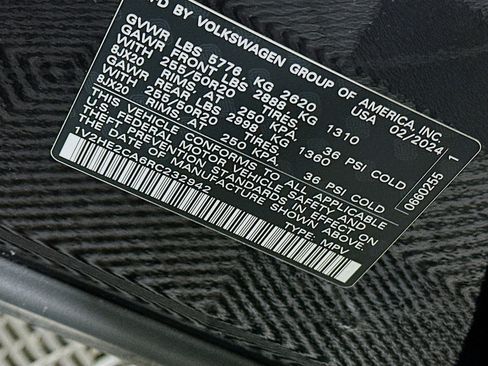 FD BY VOLKSWAGEN GROUP OF AMERICA, INC.
USA 02/2024
GVWR LBS 5776, KG 2620
GAWR FRONT LBS 2888 KG 1310
WITH 255/50R20 TIRES,
8JX20 RIMS, AT 250 KPA/ 36 PSI COLD
GAWR REAR LBS 2998 KG 1360
WITH 255/50R20 TIRES,
8JX20 RIMS, AT 250 KPA/ 36 PSI COLD
THIS VEHICLE CONFORMS TO ALL APPLICABLE
U.S. FEDERAL MOTOR VEHICLE SAFETY AND
THEFT PREVENTION STANDARDS IN EFFECT ON
THE DATE OF MANUFACTURE SHOWN ABOVE.
1V2HE2CA6RC232942 TYPE: MPV
0660255 1